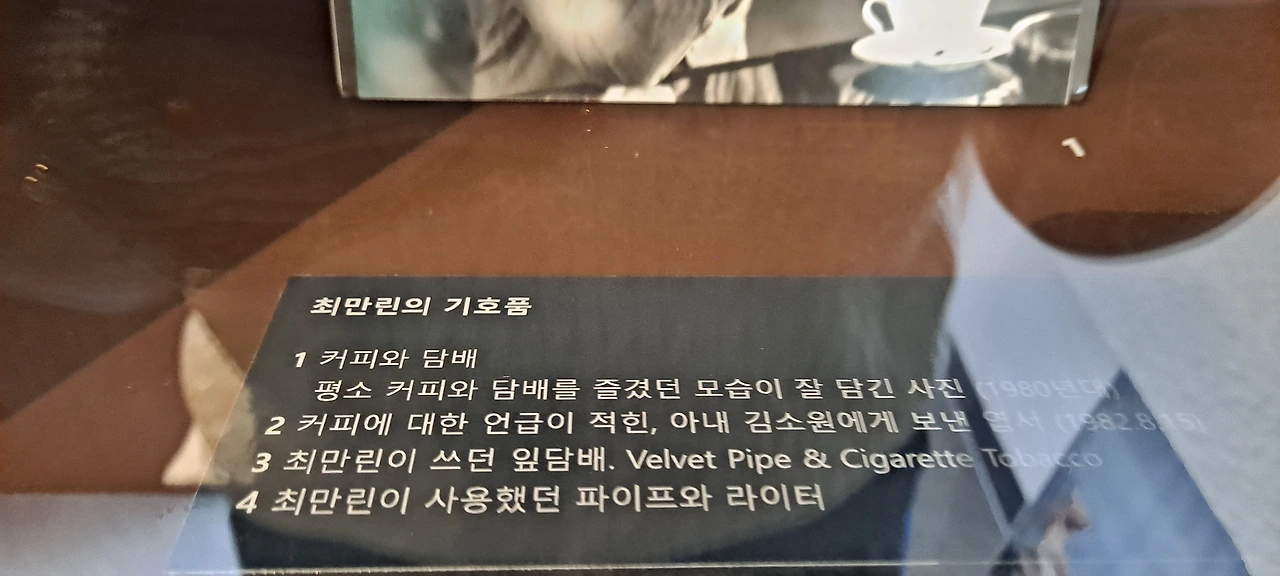 최만린의 기호품
1 커피와 담배
평소 커피와 담배를 즐겼던 모습이 잘 담긴 사진 (1980년대)
2 커피에 대한 언급이 적힌, 아내 김소원에게 보낸 엽서 (1982.8.15)
3 최만린이 쓰던 잎담배. Velvet Pipe & Cigarette Tobacco
4 최만린이 사용했던 파이프와 라이터
1